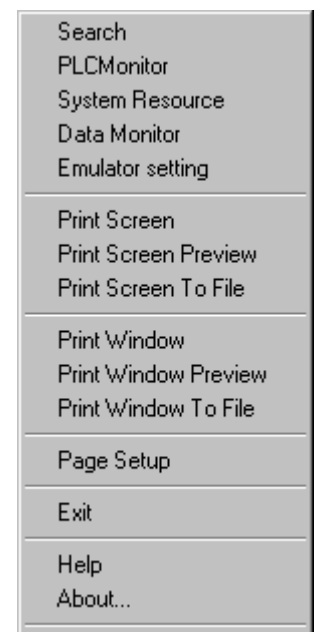 Search
PLCMonitor
System Resource
Data Monitor
Emulator setting
Print Screen
Print Screen Preview
Print Screen To File
Print Window
Print Window Preview
Print Window To File
Page Setup
Exit
Help
About...